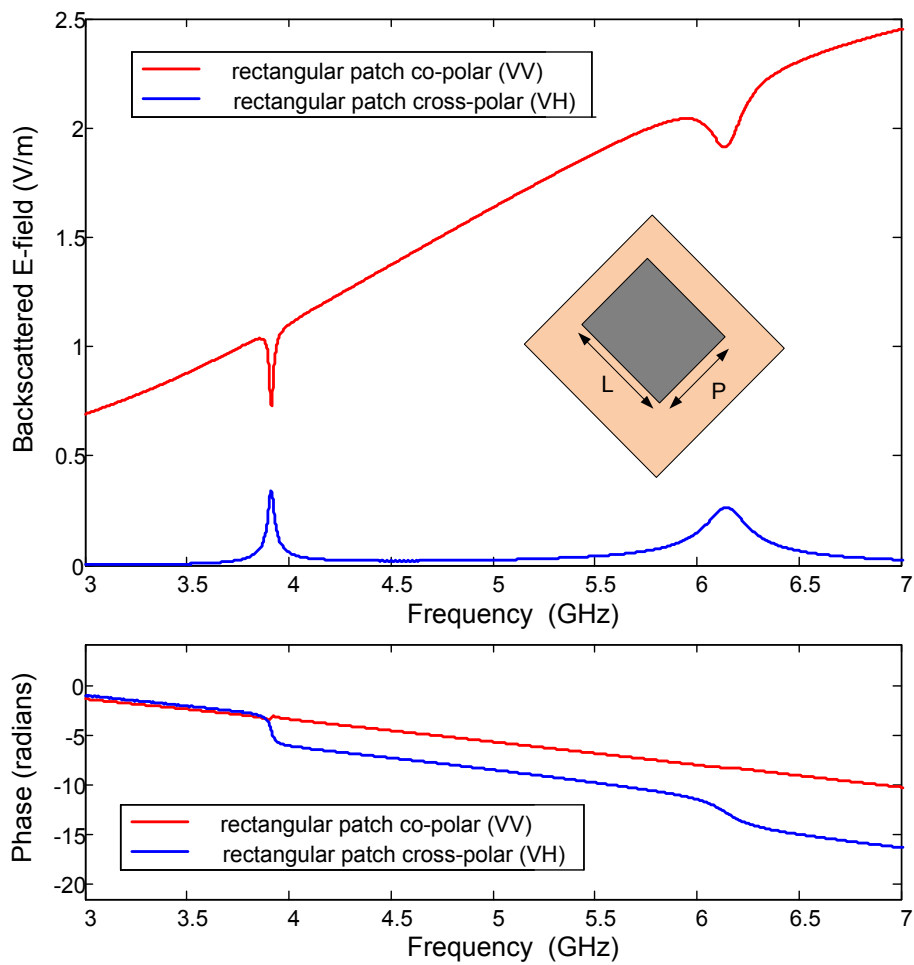 2.5
2
1.5
1
0.5
0
Backscattered E-field (V/m)
rectangular patch co-polar (VV)
rectangular patch cross-polar (VH)
L
P
3 3.5 4 4.5 5 5.5 6 6.5 7
Frequency (GHz)
0
-5
-10
-15
-20
Phase (radians)
rectangular patch co-polar (VV)
rectangular patch cross-polar (VH)
3 3.5 4 4.5 5 5.5 6 6.5 7
Frequency (GHz)